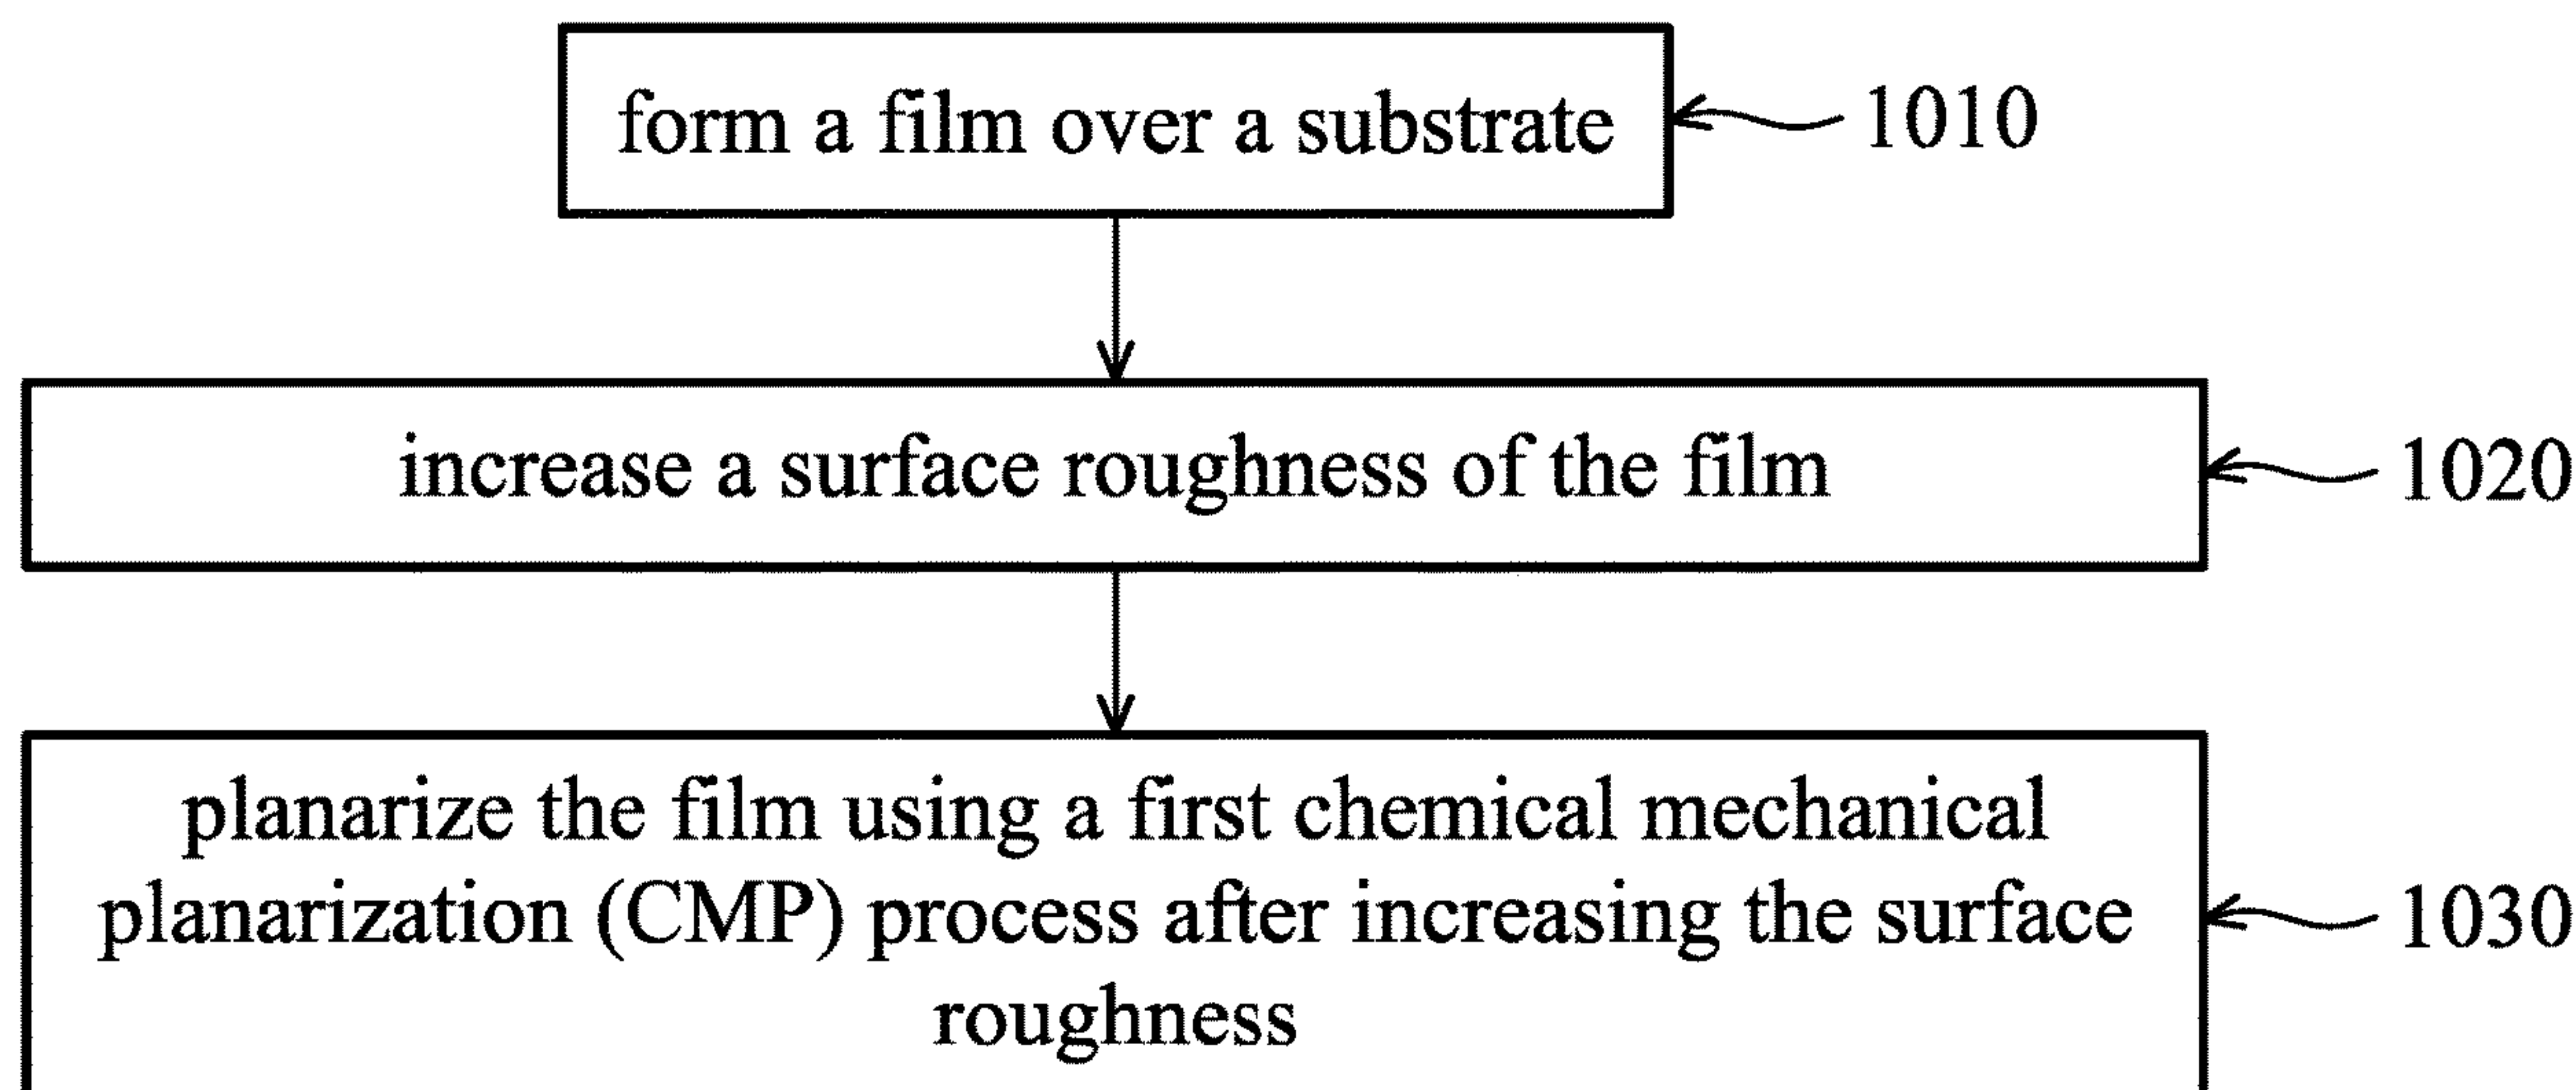 form a film over a substrate
1010
increase a surface roughness of the film
1020
planarize the film using a first chemical mechanical
planarization (CMP) process after increasing the surface
roughness
1030